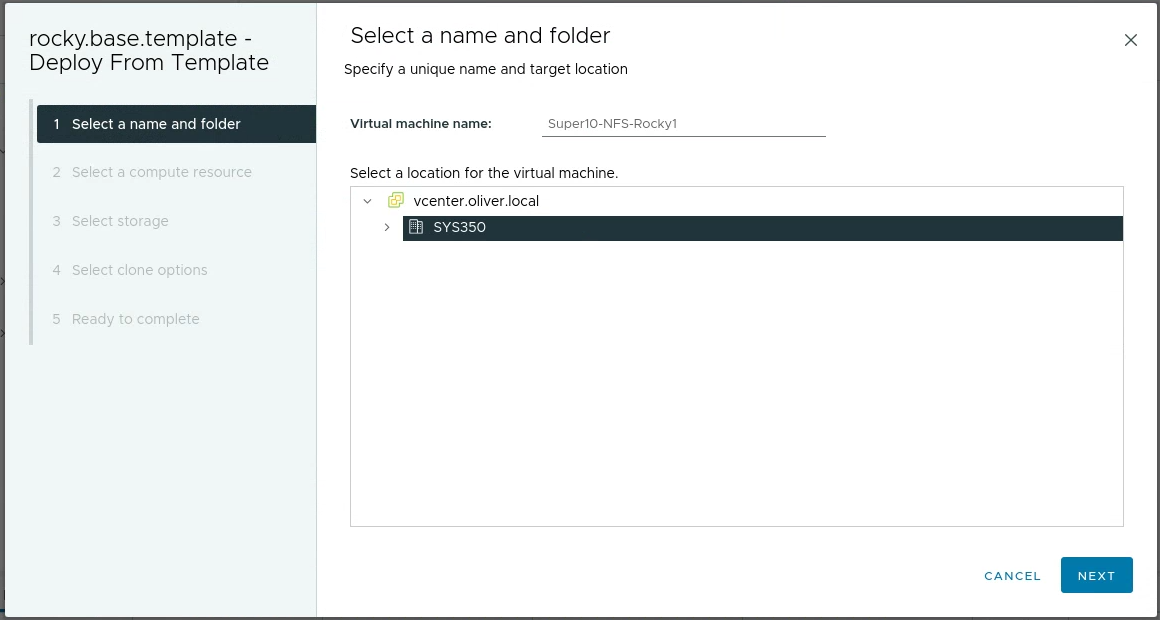 rocky.base.template -
Deploy From Template
1 Select a name and folder
2 Select a compute resource
3 Select storage
4 Select clone options
5 Ready to complete
Select a name and folder
Specify a unique name and target location
Virtual machine name: Super10-NFS-Rocky1
Select a location for the virtual machine.
vcenter.oliver.local
SYS350
CANCEL NEXT